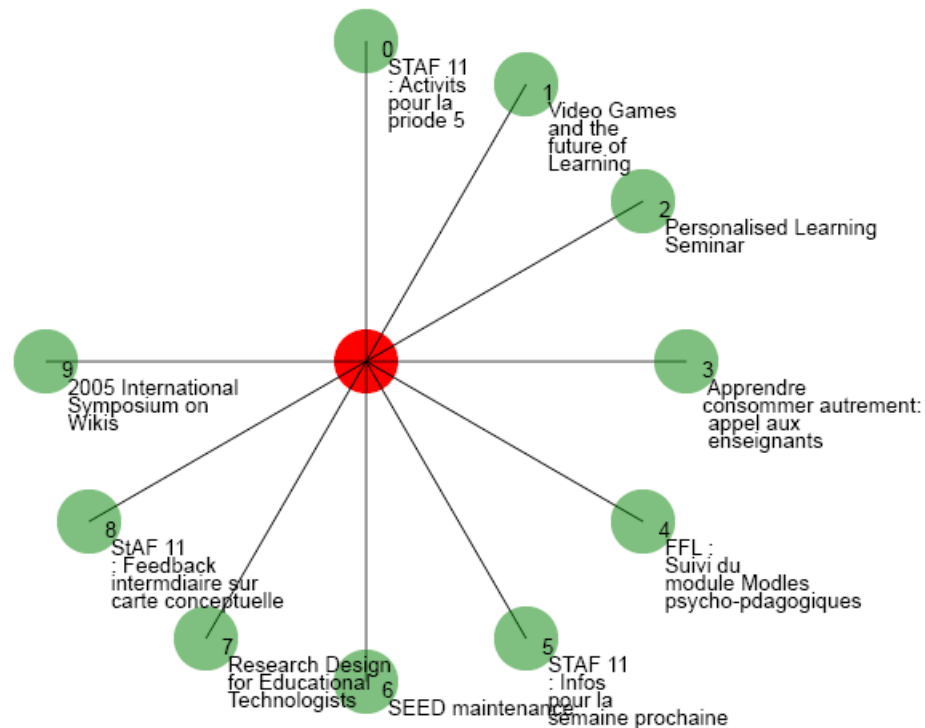 0
STAF 11
: Activits
pour la
priode 5
1
Video Games
and the
future of
Learning
2
Personalised Learning
Seminar
3
Apprendre
consommer autrement:
appel aux
enseignants
4
FFL :
Suivi du
module Modles
psycho-pdagogiques
5
STAF 11
: Infos
pour la
semaine prochaine
6
SEED maintenance
7
Research Design
for Educational
Technologists
8
StAF 11
: Feedback
intermdiaire sur
carte conceptuelle
9
2005 International
Symposium on
Wikis